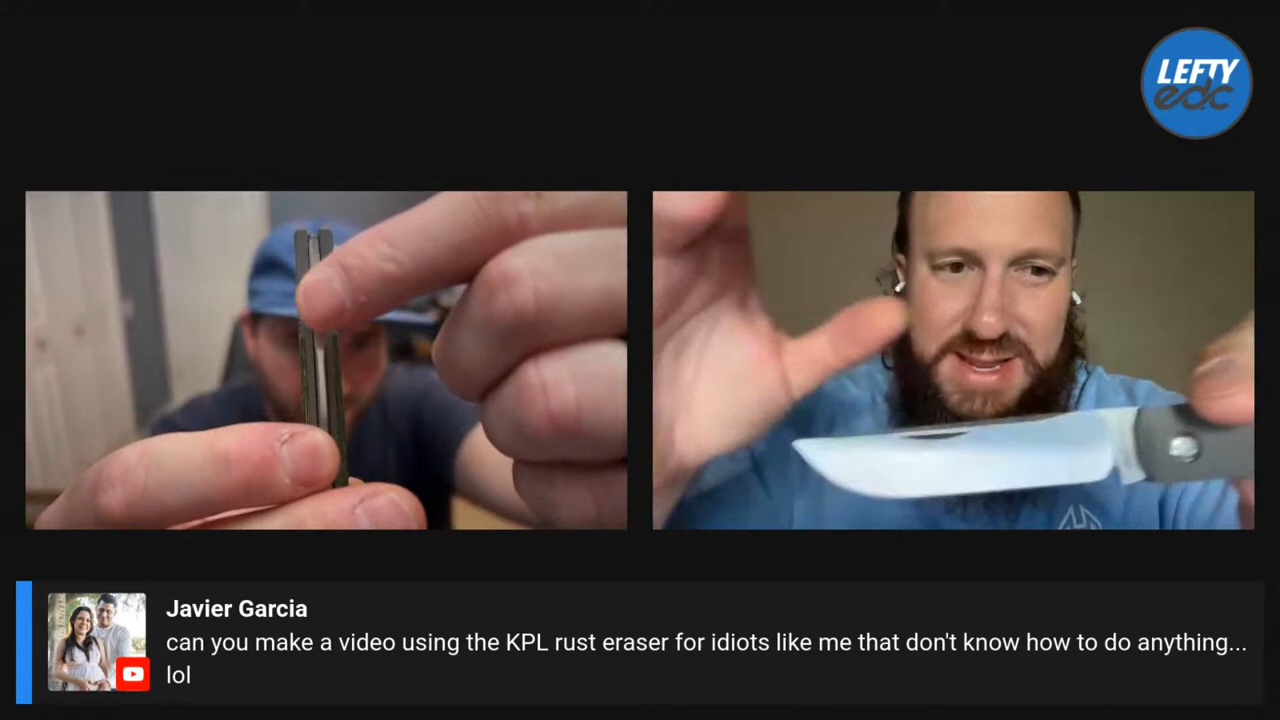 LEFTY
edc
Javier Garcia
can you make a video using the KPL rust eraser for idiots like me that don't know how to do anything...
lol